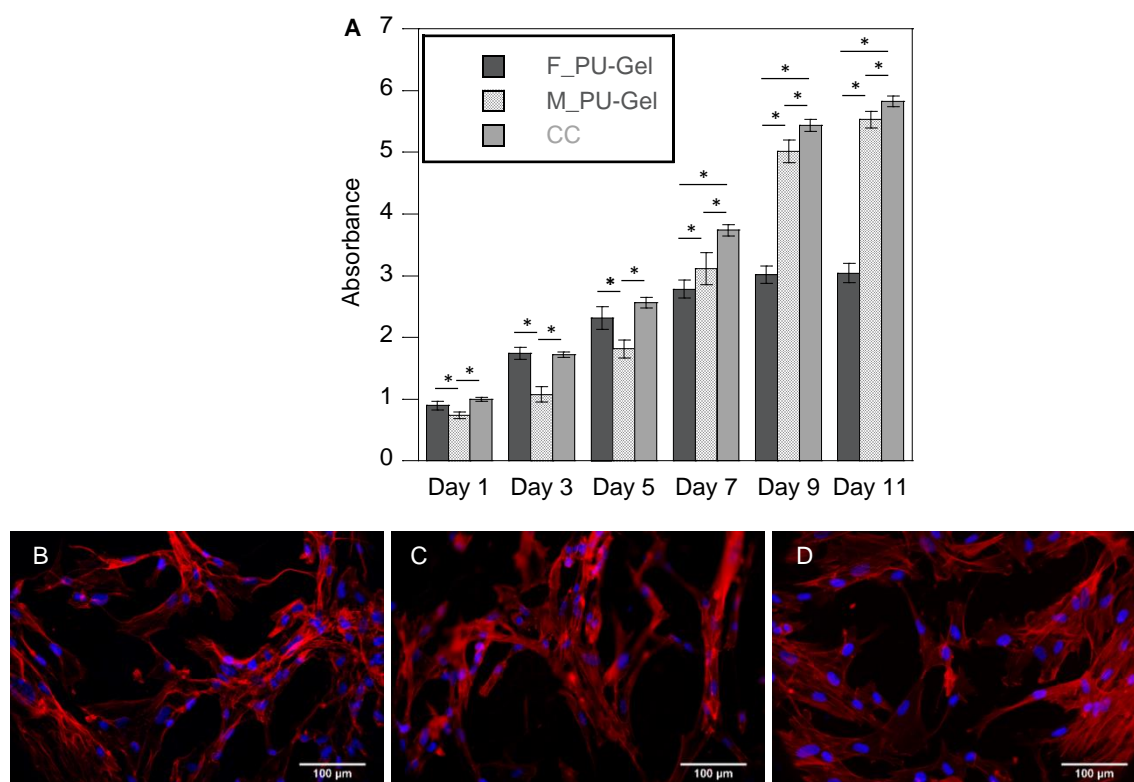 A
7
6
5
4
3
2
1
0
Absorbance
F_PU-Gel
M_PU-Gel
CC
* * *
* * *
* * *
* * *
* *
* *
* *
Day 1 Day 3 Day 5 Day 7 Day 9 Day 11
B
C
D
100 µm
100 µm
100 µm